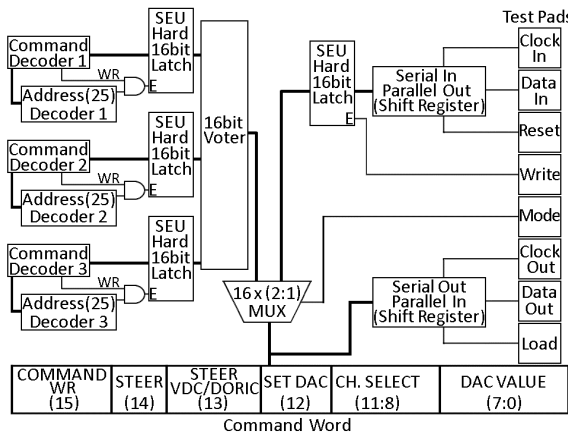 Command
Decoder 1
WR
Address(25)
Decoder 1
E
SEU
Hard
16bit
Latch
Command
Decoder 2
WR
Address(25)
Decoder 2
E
SEU
Hard
16bit
Latch
Command
Decoder 3
WR
Address(25)
Decoder 3
E
SEU
Hard
16bit
Latch
16bit
Voter
SEU
Hard
16bit
Latch
E
Serial In
Parallel Out
(Shift Register)
Test Pads
Clock
In
Data
In
Reset
Write
Mode
Clock
Out
Data
Out
Load
16 x (2:1)
MUX
Serial Out
Parallel In
(Shift Register)
COMMAND
WR
(15)
STEER
(14)
STEER
VDC/DORIC
(13)
SET DAC
(12)
CH. SELECT
(11:8)
DAC VALUE
(7:0)
Command Word